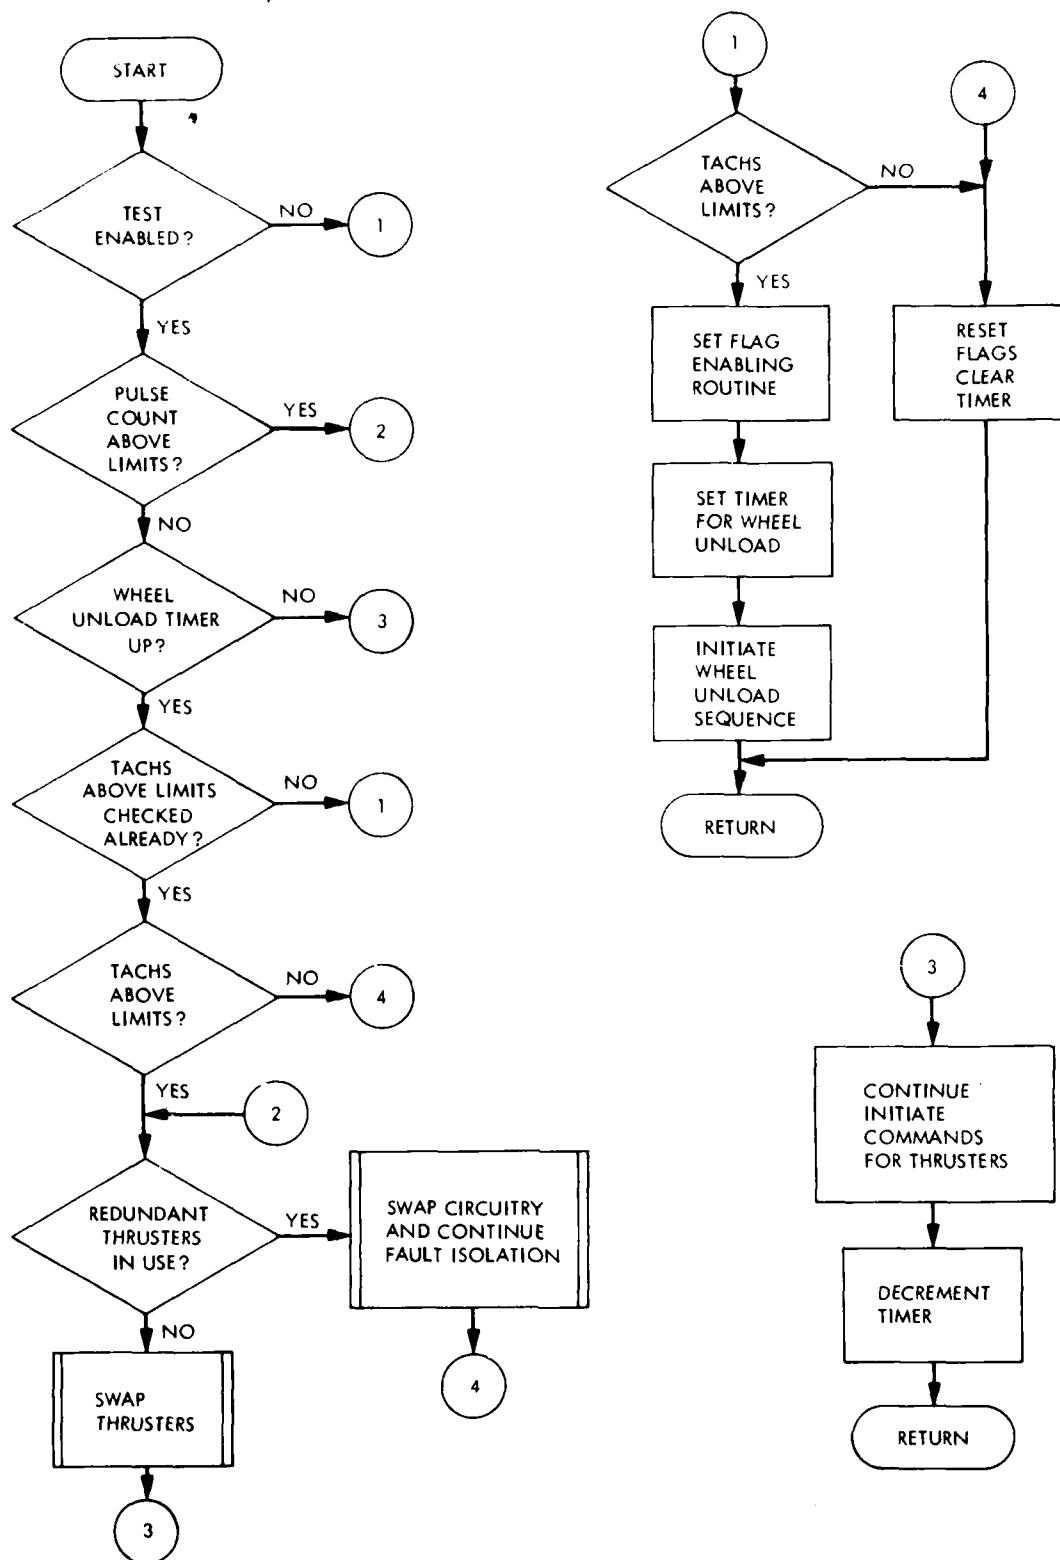 START
TEST
ENABLED?
NO
1
YES
PULSE
COUNT
ABOVE
LIMITS?
YES
2
NO
WHEEL
UNLOAD TIMER
UP?
NO
3
YES
TACHS
ABOVE LIMITS
CHECKED
ALREADY?
NO
1
YES
TACHS
ABOVE
LIMITS?
NO
4
YES
2
REDUNDANT
THRUSTERS
IN USE?
YES
SWAP CIRCUITRY
AND CONTINUE
FAULT ISOLATION
4
NO
SWAP
THRUSTERS
3
1
TACHS
ABOVE
LIMITS?
NO
4
YES
SET FLAG
ENABLING
ROUTINE
RESET
FLAGS
CLEAR
TIMER
SET TIMER
FOR WHEEL
UNLOAD
INITIATE
WHEEL
UNLOAD
SEQUENCE
RETURN
3
CONTINUE
INITIATE
COMMANDS
FOR THRUSTERS
DECREMENT
TIMER
RETURN